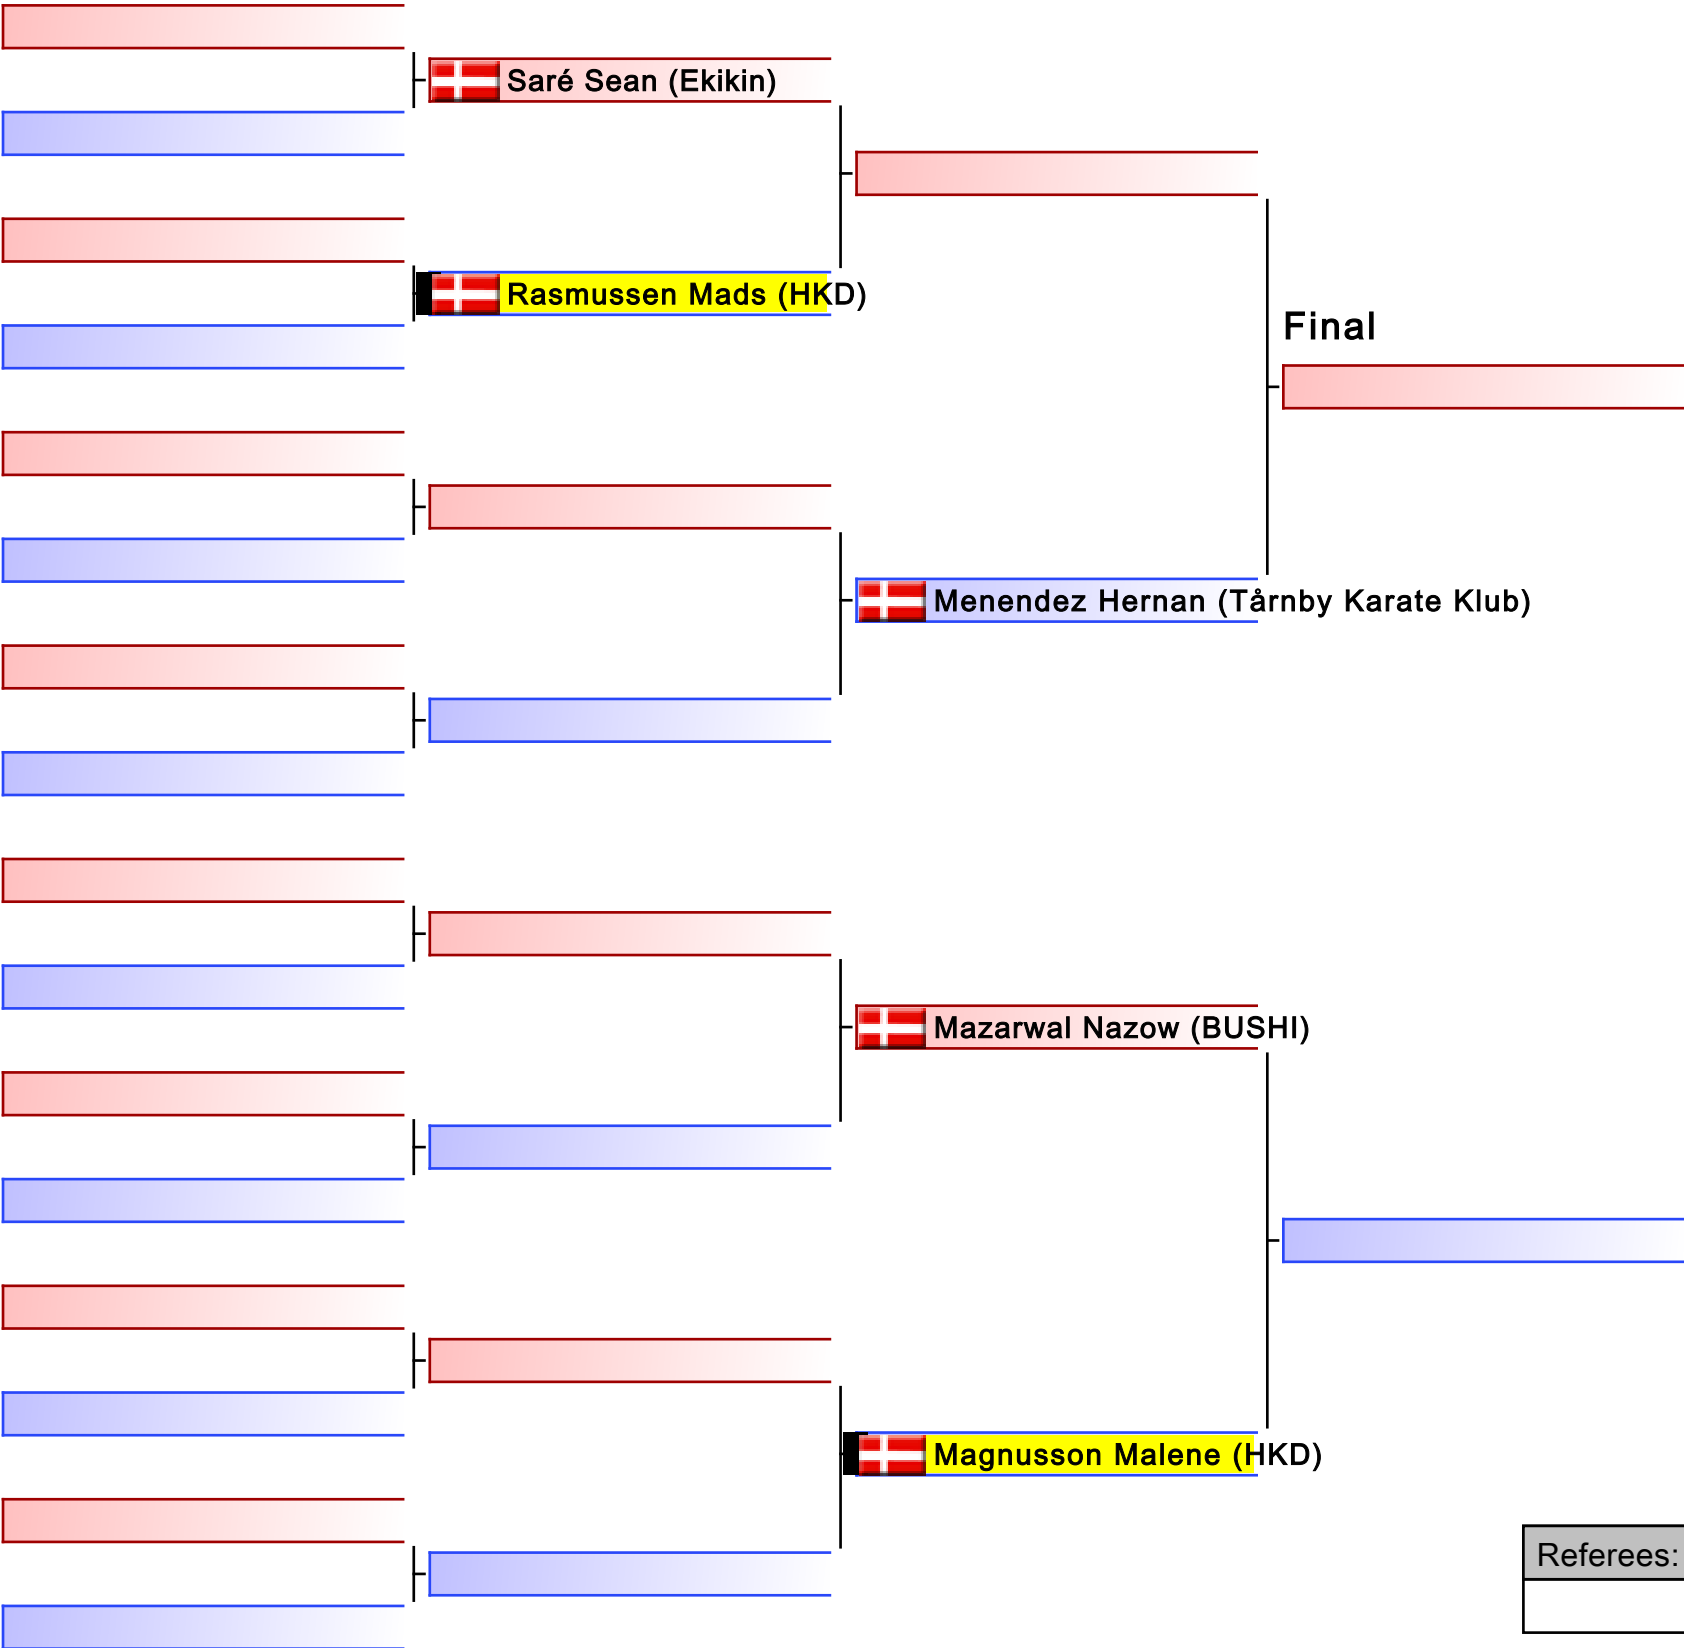 Saré Sean (Ekikin)
Rasmussen Mads (HKD)
Final
Menendez Hernan (Tårnby Karate Klub)
Mazarwal Nazow (BUSHI)
Magnusson Malene (HKD)
Referees: